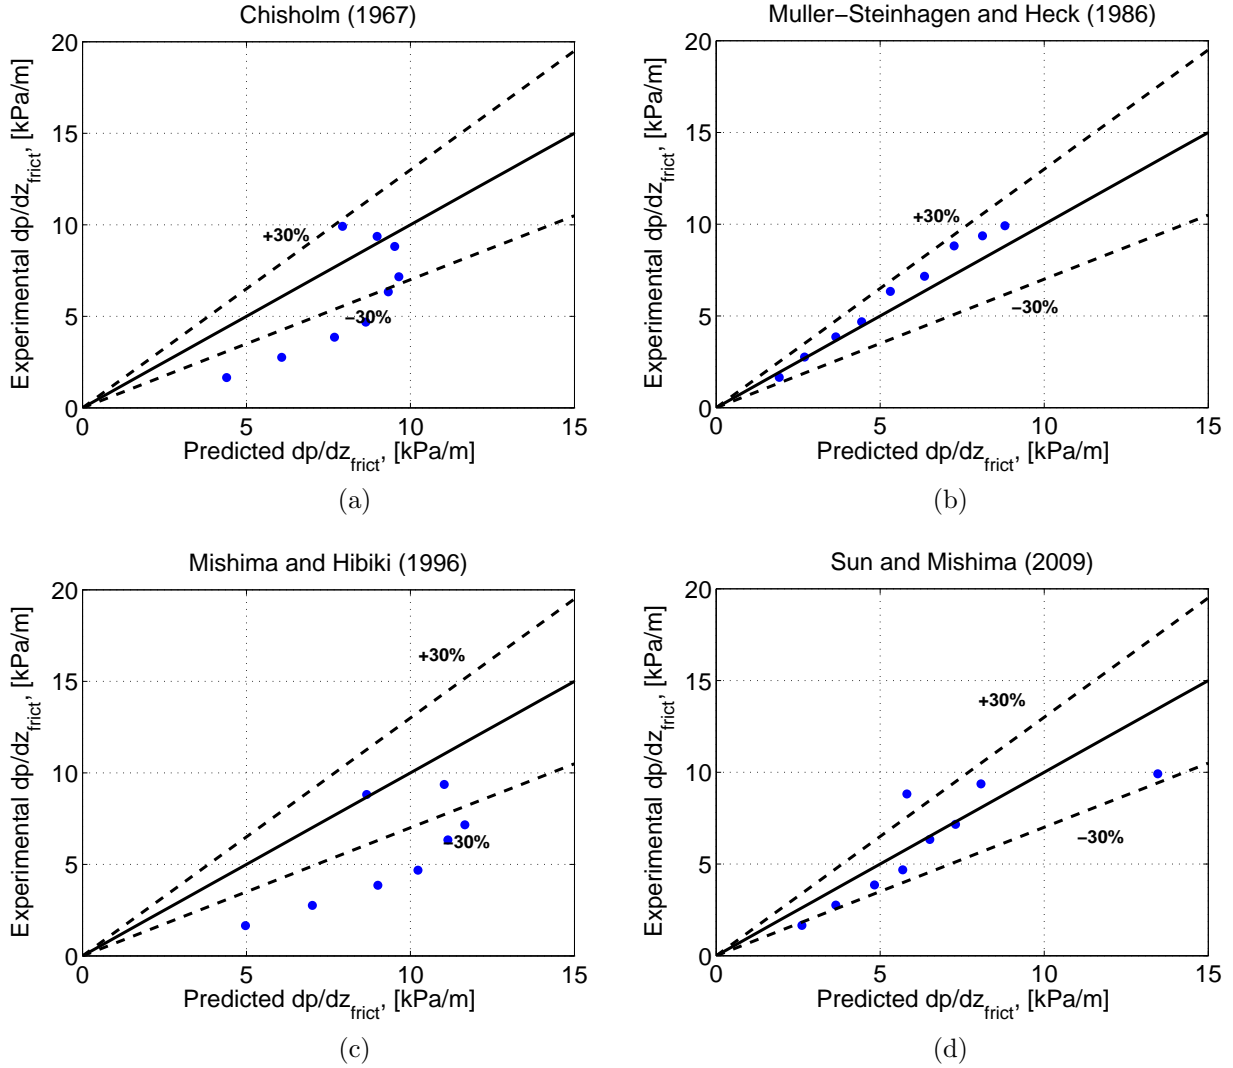 Chisholm (1967)
20
15
10
5
0
0 5 10 15
+30%
−30%
Experimental dp/dz_frict, [kPa/m]
Predicted dp/dz_frict, [kPa/m]
(a)
Muller−Steinhagen and Heck (1986)
20
15
10
5
0
0 5 10 15
+30%
−30%
Experimental dp/dz_frict, [kPa/m]
Predicted dp/dz_frict, [kPa/m]
(b)
Mishima and Hibiki (1996)
20
15
10
5
0
0 5 10 15
+30%
−30%
Experimental dp/dz_frict, [kPa/m]
Predicted dp/dz_frict, [kPa/m]
(c)
Sun and Mishima (2009)
20
15
10
5
0
0 5 10 15
+30%
−30%
Experimental dp/dz_frict, [kPa/m]
Predicted dp/dz_frict, [kPa/m]
(d)